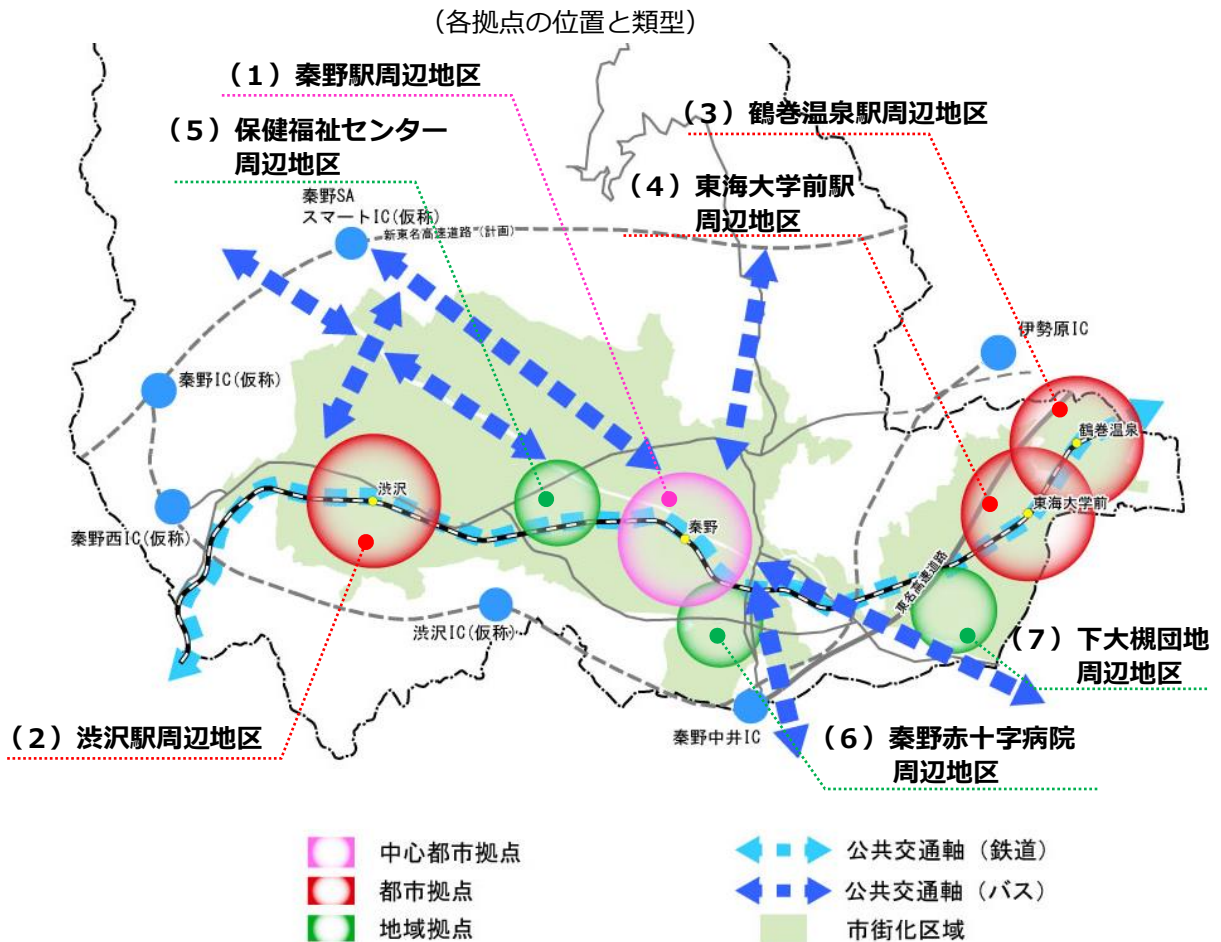 （各拠点の位置と類型）
（1）秦野駅周辺地区
（3）鶴巻温泉駅周辺地区
（5）保健福祉センター
周辺地区
（4）東海大学前駅
周辺地区
秦野SA
スマートIC(仮称)
新東名高速道路(計画)
伊勢原IC
秦野IC(仮称)
鶴巻温泉
渋沢
東海大学前
秦野
秦野西IC(仮称)
東名高速道路
渋沢IC(仮称)
（7）下大槻団地
周辺地区
（2）渋沢駅周辺地区
秦野中井IC
（6）秦野赤十字病院
周辺地区
中心都市拠点
公共交通軸（鉄道）
都市拠点
公共交通軸（バス）
地域拠点
市街化区域